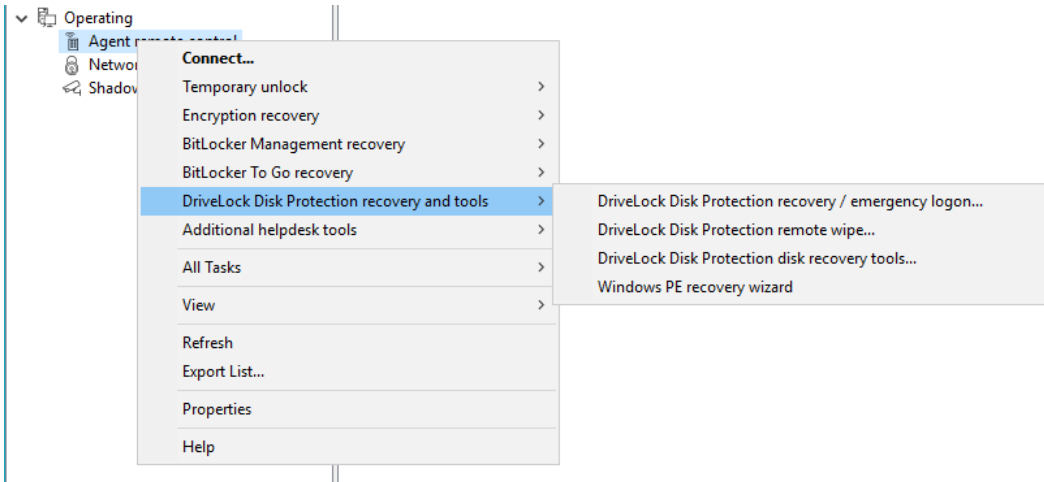 Operating
Agent remote control
Connect...
Temporary unlock
Encryption recovery
BitLocker Management recovery
BitLocker To Go recovery
DriveLock Disk Protection recovery and tools
Additional helpdesk tools
All Tasks
View
Refresh
Export List...
Properties
Help
DriveLock Disk Protection recovery / emergency logon...
DriveLock Disk Protection remote wipe...
DriveLock Disk Protection disk recovery tools...
Windows PE recovery wizard